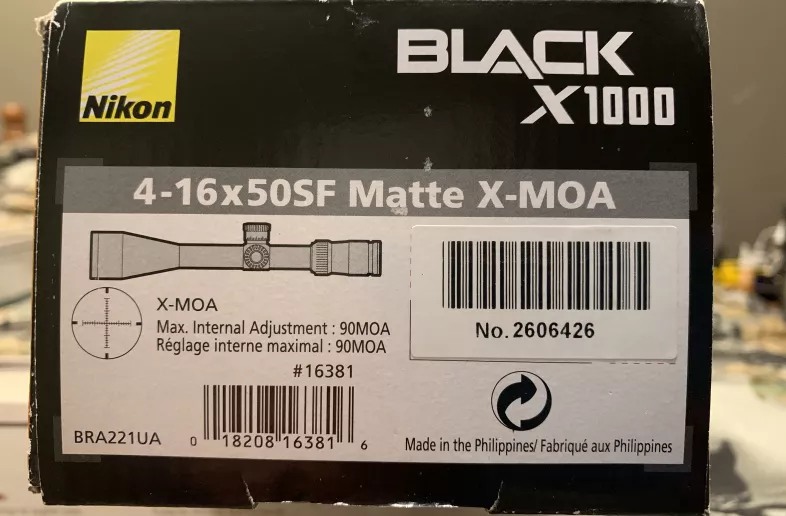 Nikon
BLACK
X1000
4-16x50SF Matte X-MOA
X-MOA
Max. Internal Adjustment : 90MOA
Réglage interne maximal : 90MOA
#16381
No. 2606426
BRA221UA
0 18208 16381 6
Made in the Philippines/ Fabriqué aux Philippines